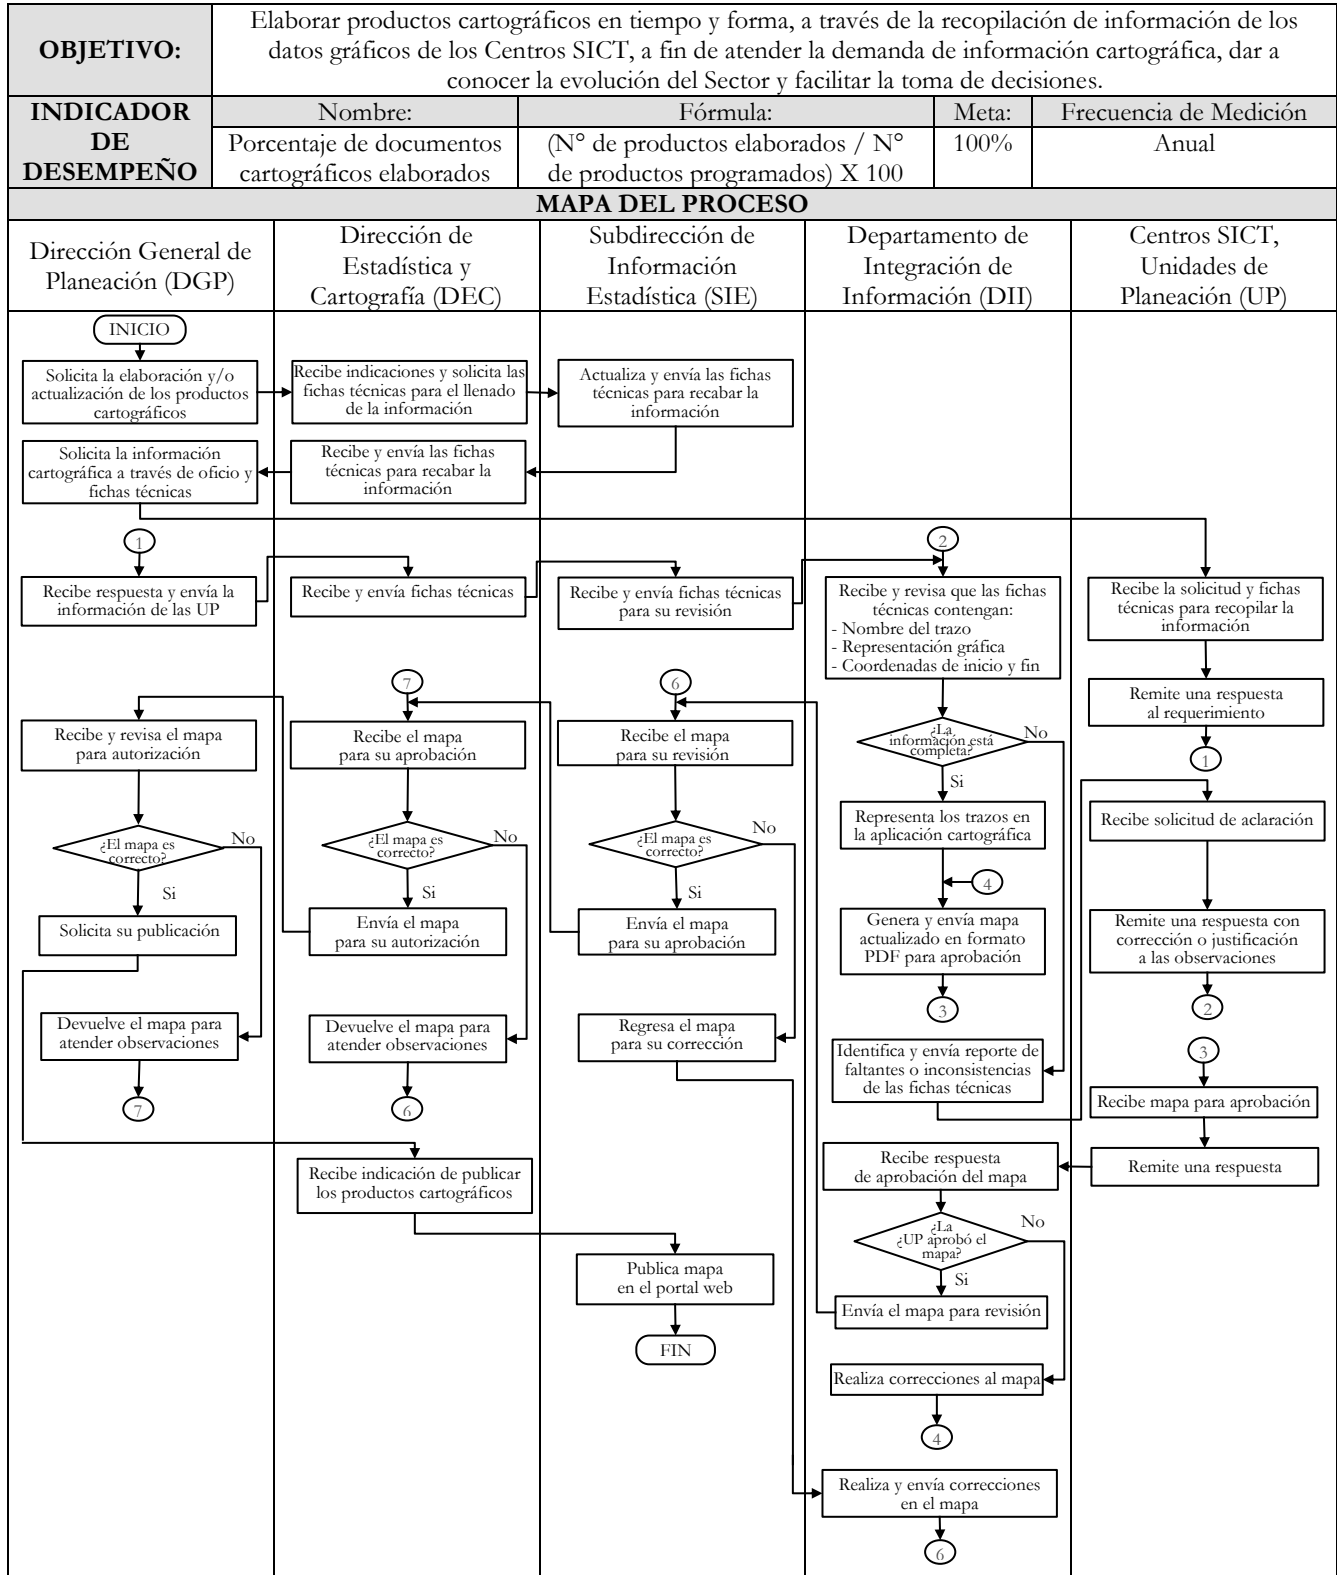 OBJETIVO:
Elaborar productos cartográficos en tiempo y forma, a través de la recopilación de información de los
datos gráficos de los Centros SICT, a fin de atender la demanda de información cartográfica, dar a
conocer la evolución del Sector y facilitar la toma de decisiones.
INDICADOR
DE
DESEMPEÑO
Nombre:
Fórmula:
Meta:
Frecuencia de Medición
Porcentaje de documentos
cartográficos elaborados
(N° de productos elaborados / N°
de productos programados) X 100
100%
Anual
MAPA DEL PROCESO
Dirección General de
Planeación (DGP)
Dirección de
Estadística y
Cartografía (DEC)
Subdirección de
Información
Estadística (SIE)
Departamento de
Integración de
Información (DII)
Centros SICT,
Unidades de
Planeación (UP)
INICIO
Solicita la elaboración y/o
actualización de los productos
cartográficos
Recibe indicaciones y solicita las
fichas técnicas para el llenado
de la información
Actualiza y envía las fichas
técnicas para recabar la
información
Solicita la información
cartográfica a través de oficio y
fichas técnicas
Recibe y envía las fichas
técnicas para recabar la
información
1
2
Recibe respuesta y envía la
información de las UP
Recibe y envía fichas técnicas
Recibe y envía fichas técnicas
para su revisión
Recibe y revisa que las fichas
técnicas contengan:
- Nombre del trazo
- Representación gráfica
- Coordenadas de inicio y fin
Recibe la solicitud y fichas
técnicas para recopilar la
información
7
6
Remite una respuesta
al requerimiento
1
Recibe y revisa el mapa
para autorización
Recibe el mapa
para su aprobación
Recibe el mapa
para su revisión
¿La
información está
completa?
No
Si
Representa los trazos en
la aplicación cartográfica
Recibe solicitud de aclaración
¿El mapa es
correcto?
No
Si
¿El mapa es
correcto?
No
Si
¿El mapa es
correcto?
No
Si
4
Solicita su publicación
Envía el mapa
para su autorización
Envía el mapa
para su aprobación
Genera y envía mapa
actualizado en formato
PDF para aprobación
Remite una respuesta con
corrección o justificación
a las observaciones
3
2
Devuelve el mapa para
atender observaciones
Devuelve el mapa para
atender observaciones
Regresa el mapa
para su corrección
Identifica y envía reporte de
faltantes o inconsistencias
de las fichas técnicas
3
7
6
Recibe mapa para aprobación
Recibe indicación de publicar
los productos cartográficos
Recibe respuesta
de aprobación del mapa
Remite una respuesta
¿La
¿UP aprobó el
mapa?
No
Si
Publica mapa
en el portal web
Envía el mapa para revisión
FIN
Realiza correcciones al mapa
4
Realiza y envía correcciones
en el mapa
6